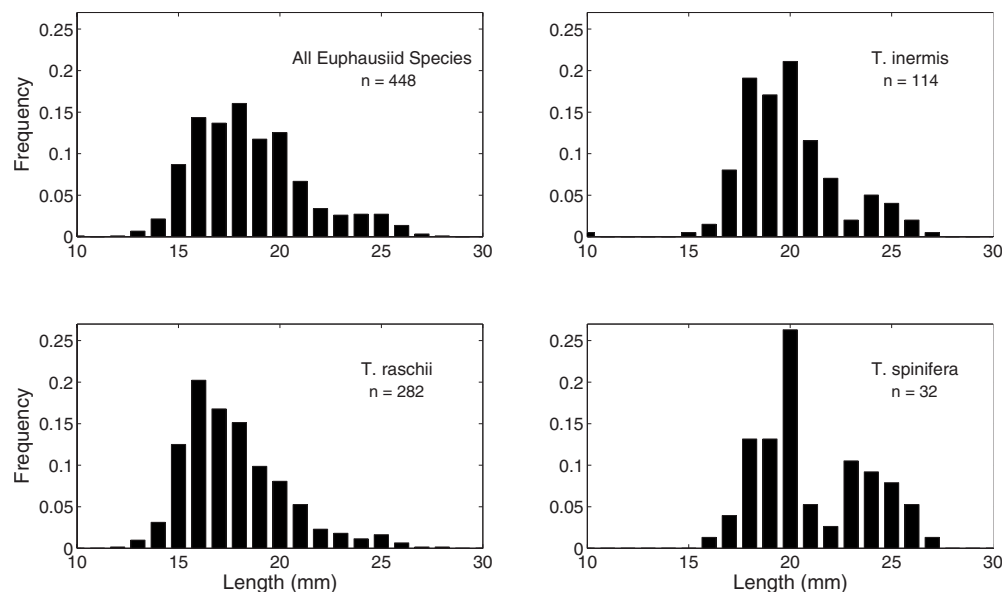 All Euphausiid Species
n = 448
Frequency
0.25
0.2
0.15
0.1
0.05
0
10 15 20 25 30
T. inermis
n = 114
0.25
0.2
0.15
0.1
0.05
0
10 15 20 25 30
T. raschii
n = 282
Frequency
0.25
0.2
0.15
0.1
0.05
0
10 15 20 25 30
Length (mm)
T. spinifera
n = 32
0.25
0.2
0.15
0.1
0.05
0
10 15 20 25 30
Length (mm)